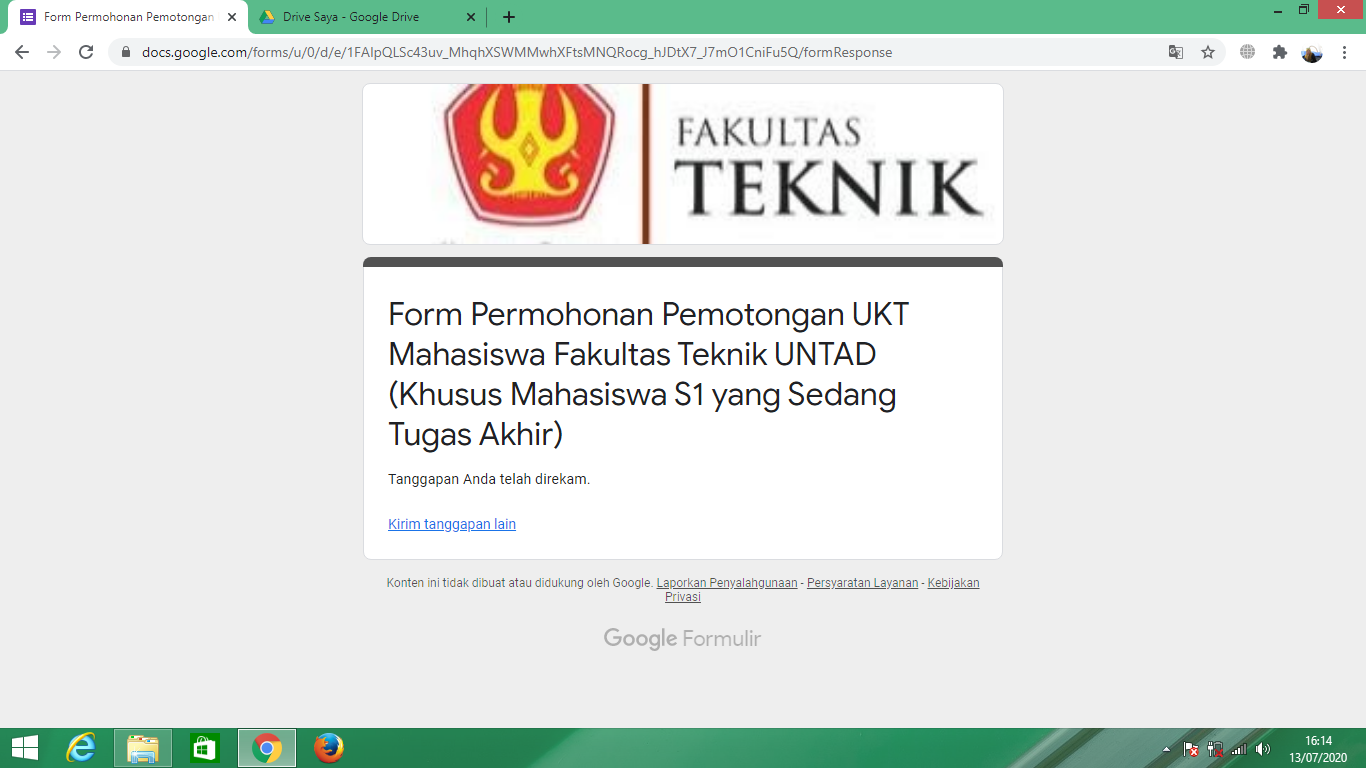 Form Permohonan Pemotongan
Drive Saya - Google Drive
docs.google.com/forms/u/0/d/e/1FAIpQLSc43uv_MhqhXSWMMwhXFtsMNQRocg_hJDtX7_J7mO1CniFu5Q/formResponse
FAKULTAS
TEKNIK
Form Permohonan Pemotongan UKT
Mahasiswa Fakultas Teknik UNTAD
(Khusus Mahasiswa S1 yang Sedang
Tugas Akhir)
Tanggapan Anda telah direkam.
Kirim tanggapan lain
Konten ini tidak dibuat atau didukung oleh Google. Laporkan Penyalahgunaan - Persyaratan Layanan - Kebijakan
Privasi
Google Formulir
16:14
13/07/2020